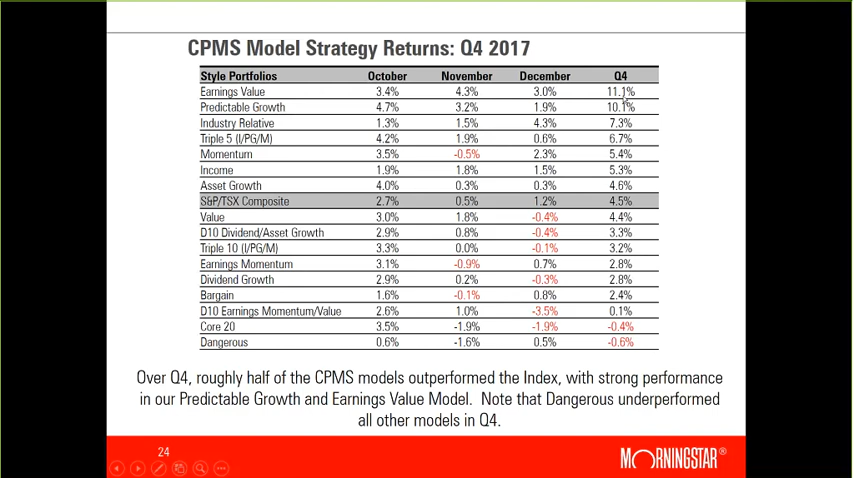 CPMS Model Strategy Returns: Q4 2017
Style Portfolios October November December Q4
Earnings Value 3.4% 4.3% 3.0% 11.1%
Predictable Growth 4.7% 3.2% 1.9% 10.1%
Industry Relative 1.3% 1.5% 4.3% 7.3%
Triple 5 (I/PG/M) 4.2% 1.9% 0.6% 6.7%
Momentum 3.5% -0.5% 2.3% 5.4%
Income 1.9% 1.8% 1.5% 5.3%
Asset Growth 4.0% 0.3% 0.3% 4.6%
S&P/TSX Composite 2.7% 0.5% 1.2% 4.5%
Value 3.0% 1.8% -0.4% 4.4%
D10 Dividend/Asset Growth 2.9% 0.8% -0.4% 3.3%
Triple 10 (I/PG/M) 3.3% 0.0% -0.1% 3.2%
Earnings Momentum 3.1% -0.9% 0.7% 2.8%
Dividend Growth 2.9% 0.2% -0.3% 2.8%
Bargain 1.6% -0.1% 0.8% 2.4%
D10 Earnings Momentum/Value 2.6% 1.0% -3.5% 0.1%
Core 20 3.5% -1.9% -1.9% -0.4%
Dangerous 0.6% -1.6% 0.5% -0.6%
Over Q4, roughly half of the CPMS models outperformed the Index, with strong performance
in our Predictable Growth and Earnings Value Model. Note that Dangerous underperformed
all other models in Q4.
24
MORNINGSTAR®